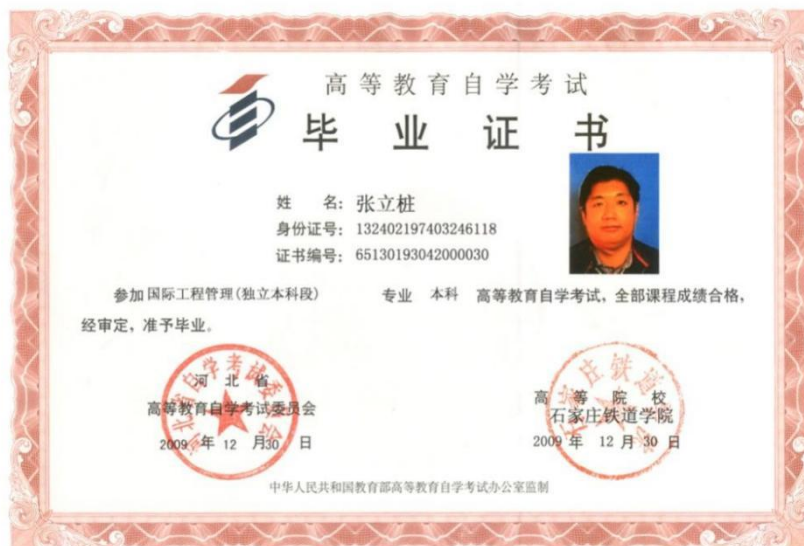 高等教育自学考试
毕业证书
姓 名：张立桩
身份证号：132402197403246118
证书编号：65130193042000030
参加国际工程管理(独立本科段) 专业 本科 高等教育自学考试，全部课程成绩合格，
经审定，准予毕业。
河北省
高等教育自学考试委员会
2009 年 12 月30 日
高等院校
石家庄铁道学院
2009 年 12 月 30 日
中华人民共和国教育部高等教育自学考试办公室监制